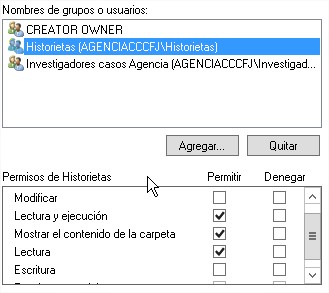 Nombres de grupos o usuarios:
CREATOR OWNER
Historietas (AGENCIACCCFJ\Historietas)
Investigadores casos Agencia (AGENCIACCCFJ\Investigad...
Agregar...
Quitar
Permisos de Historietas Permitir Denegar
Modificar
Lectura y ejecución
Mostrar el contenido de la carpeta
Lectura
Escritura